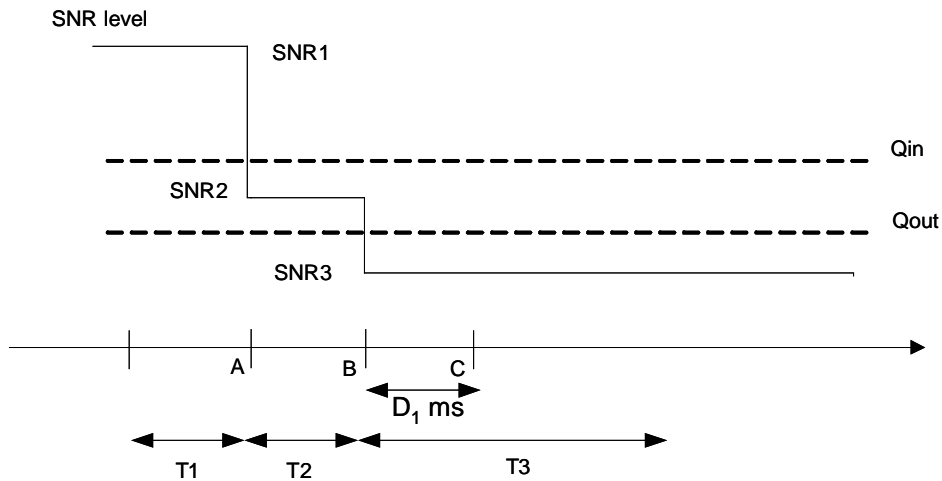 SNR level
SNR1
Qin
SNR2
Qout
SNR3
A
B
C
D₁ ms
T1
T2
T3